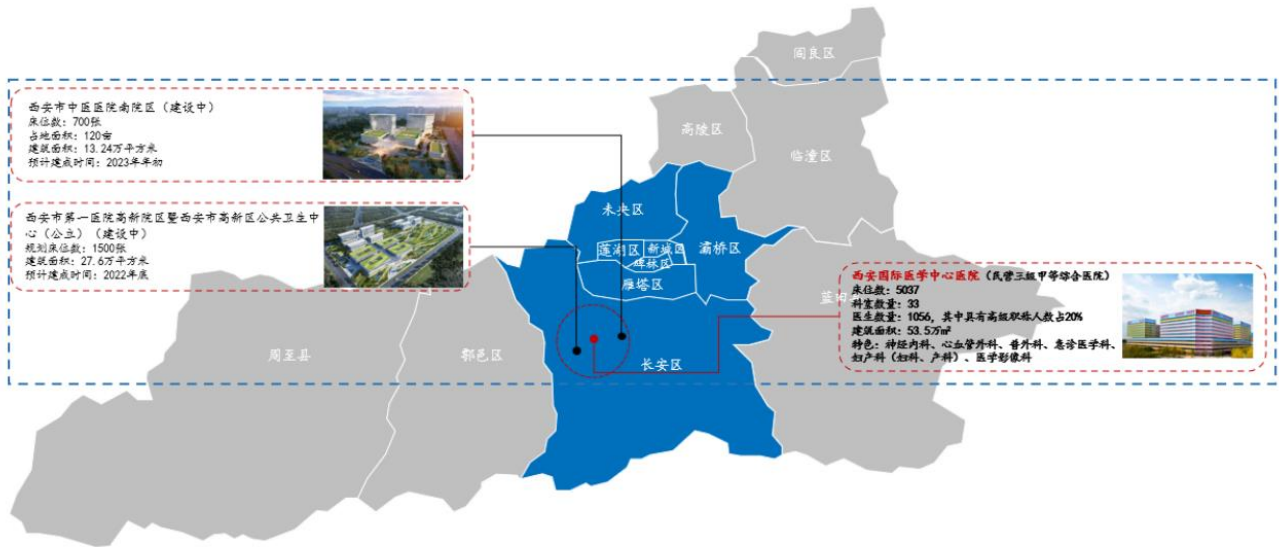 阎良区
西安市中医医院南院区（建设中）
床位数：700张
占地面积：120亩
建筑面积：13.24万平方米
预计建成时间：2023年年初
高陵区
临潼区
西安市第一医院高新院区暨西安市高新区公共卫生中
心（公立）（建设中）
规划床位数：1500张
建筑面积：27.6万平方米
预计建成时间：2022年底
未央区
莲湖区
新城区
灞桥区
碑林区
雁塔区
西安国际医学中心医院（民营三级甲等综合医院）
床位数：5037
科室数量：33
医生数量：1056，其中具有高级职称人数占20%
建筑面积：53.5万㎡
特色：神经内科、心血管外科、普外科、急诊医学科、
妇产科（妇科、产科）、医学影像科
蓝田
周至县
鄠邑区
长安区